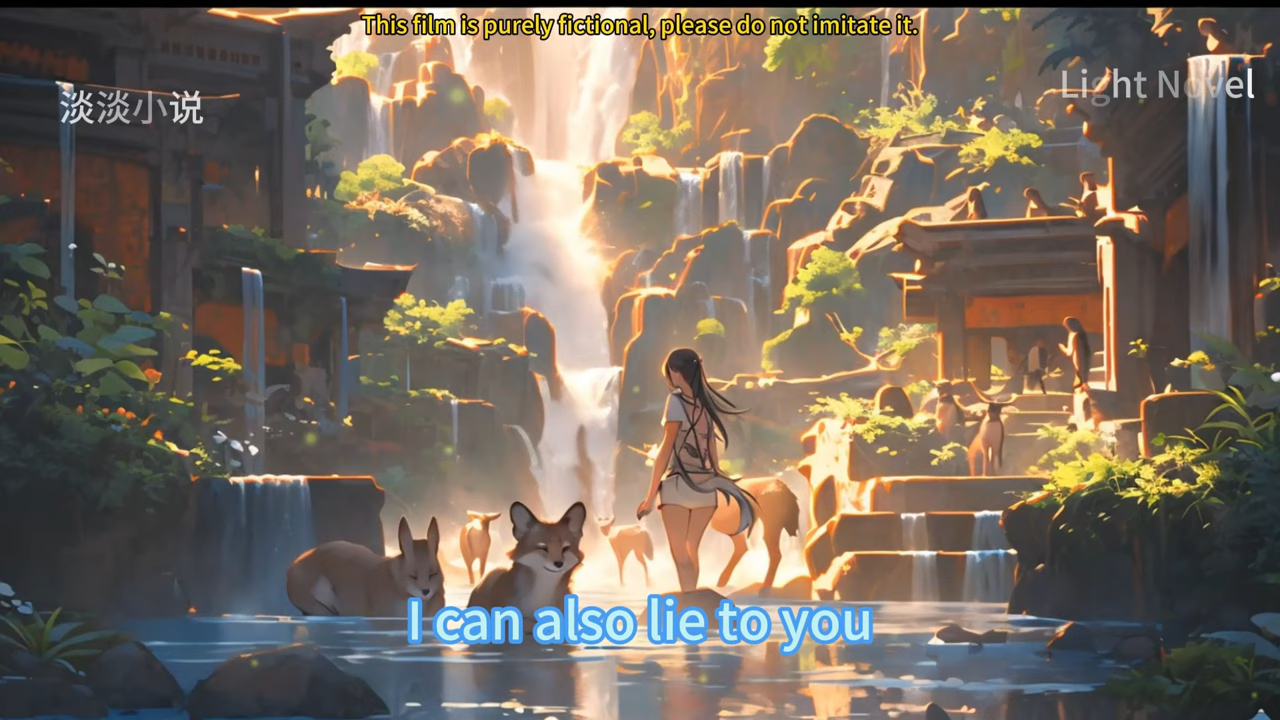 This film is purely fictional, please do not imitate it.
淡淡小说
Light Novel
I can also lie to you